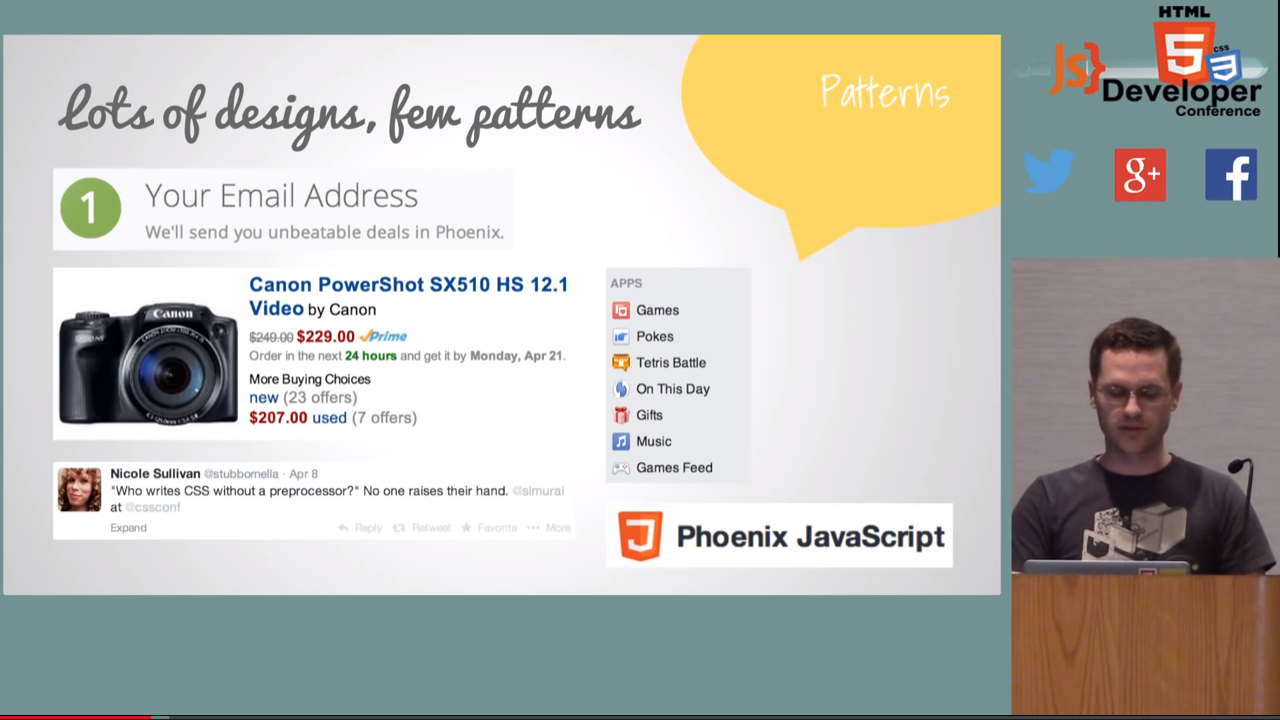 Lots of designs, few patterns
Patterns
1
Your Email Address
We'll send you unbeatable deals in Phoenix.
Canon PowerShot SX510 HS 12.1
Video by Canon
$249.00 $229.00 Prime
Order in the next 24 hours and get it by Monday, Apr 21.
More Buying Choices
new (23 offers)
$207.00 used (7 offers)
Canon
Nicole Sullivan @stubbornella · Apr 8
"Who writes CSS without a preprocessor?" No one raises their hand. @simurai
at @cssconf
Expand
Reply
Retweet
Favorite
More
APPS
Games
Pokes
Tetris Battle
On This Day
Gifts
Music
Games Feed
J
Phoenix JavaScript
HTML
5
CSS
3
JS}
Developer
Conference
g+
f